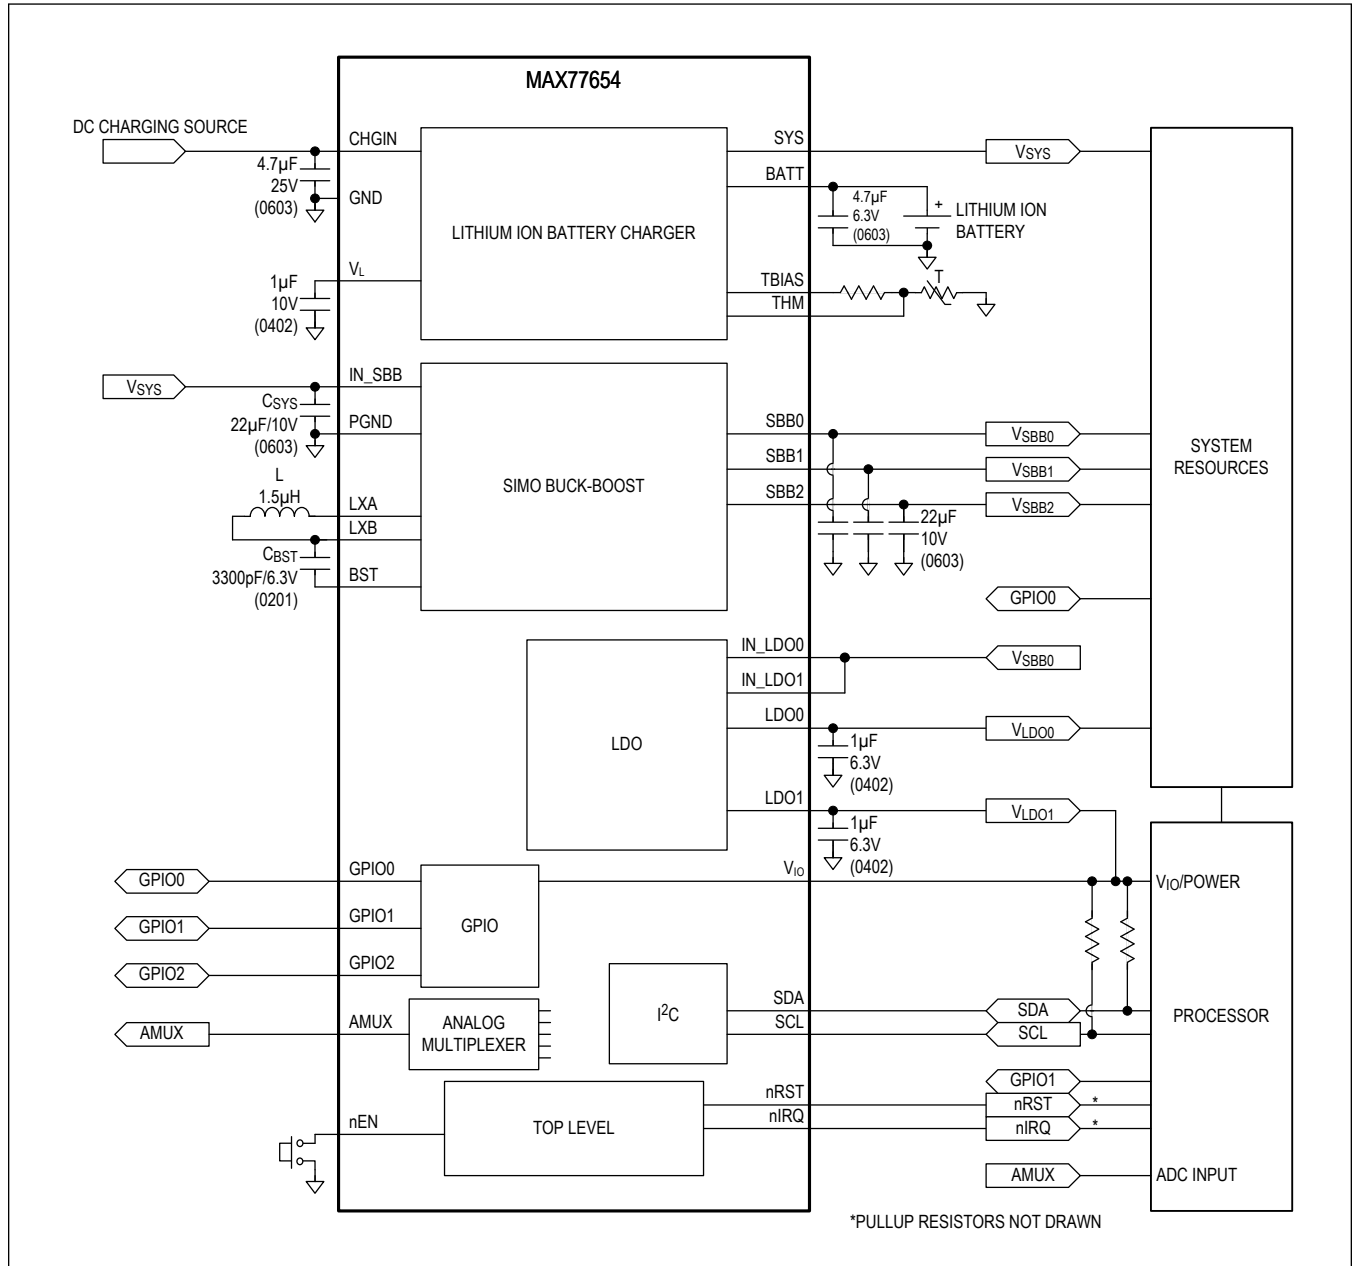 MAX77654
DC CHARGING SOURCE
CHGIN
4.7µF
25V
(0603)
GND
LITHIUM ION BATTERY CHARGER
VL
1µF
10V
(0402)
SYS
VSYS
BATT
4.7µF
6.3V
(0603)
+
LITHIUM ION
BATTERY
TBIAS
THM
T
VSYS
IN_SBB
CSYS
22µF/10V
(0603)
PGND
L
1.5µH
LXA
LXB
CBST
3300pF/6.3V
(0201)
BST
SIMO BUCK-BOOST
SBB0
VSBB0
SBB1
VSBB1
SBB2
VSBB2
22µF
10V
(0603)
SYSTEM
RESOURCES
GPIO0
LDO
IN_LDO0
VSBB0
IN_LDO1
LDO0
VLDO0
1µF
6.3V
(0402)
LDO1
VLDO1
1µF
6.3V
(0402)
GPIO0
GPIO0
GPIO1
GPIO1
GPIO2
GPIO2
GPIO
VIO
VIO/POWER
AMUX
AMUX
ANALOG
MULTIPLEXER
I2C
SDA
SDA
SCL
SCL
PROCESSOR
GPIO1
nEN
TOP LEVEL
nRST
nRST
*
nIRQ
nIRQ
*
AMUX
ADC INPUT
*PULLUP RESISTORS NOT DRAWN